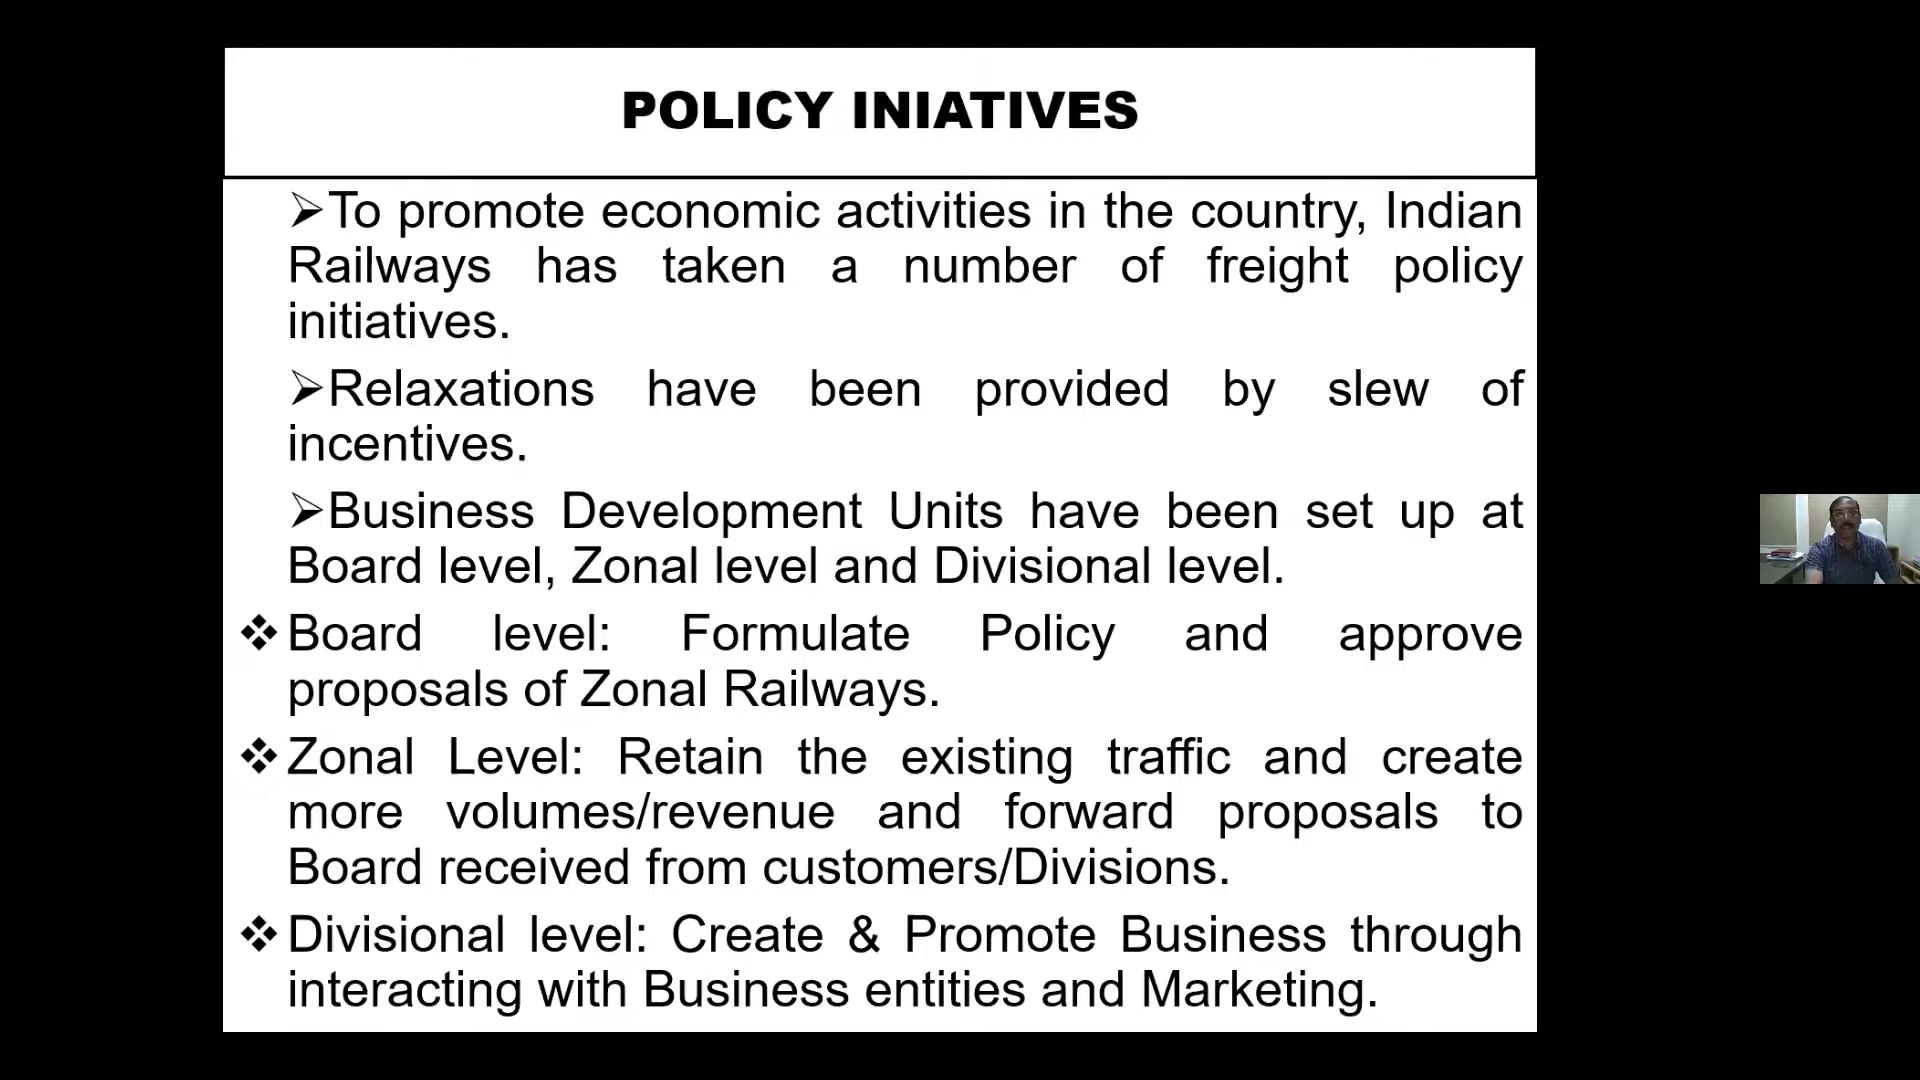 POLICY INIATIVES
➢To promote economic activities in the country, Indian
Railways has taken a number of freight policy
initiatives.
➢Relaxations have been provided by slew of
incentives.
➢Business Development Units have been set up at
Board level, Zonal level and Divisional level.
❖Board level: Formulate Policy and approve
proposals of Zonal Railways.
❖Zonal Level: Retain the existing traffic and create
more volumes/revenue and forward proposals to
Board received from customers/Divisions.
❖Divisional level: Create & Promote Business through
interacting with Business entities and Marketing.